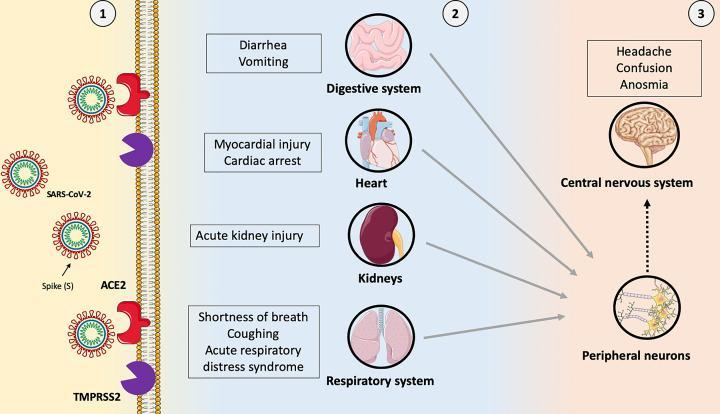 1
SARS-CoV-2
Spike (S)
ACE2
TMPRSS2
2
Diarrhea
Vomiting
Digestive system
Myocardial injury
Cardiac arrest
Heart
Acute kidney injury
Kidneys
Shortness of breath
Coughing
Acute respiratory
distress syndrome
Respiratory system
3
Headache
Confusion
Anosmia
Central nervous system
Peripheral neurons